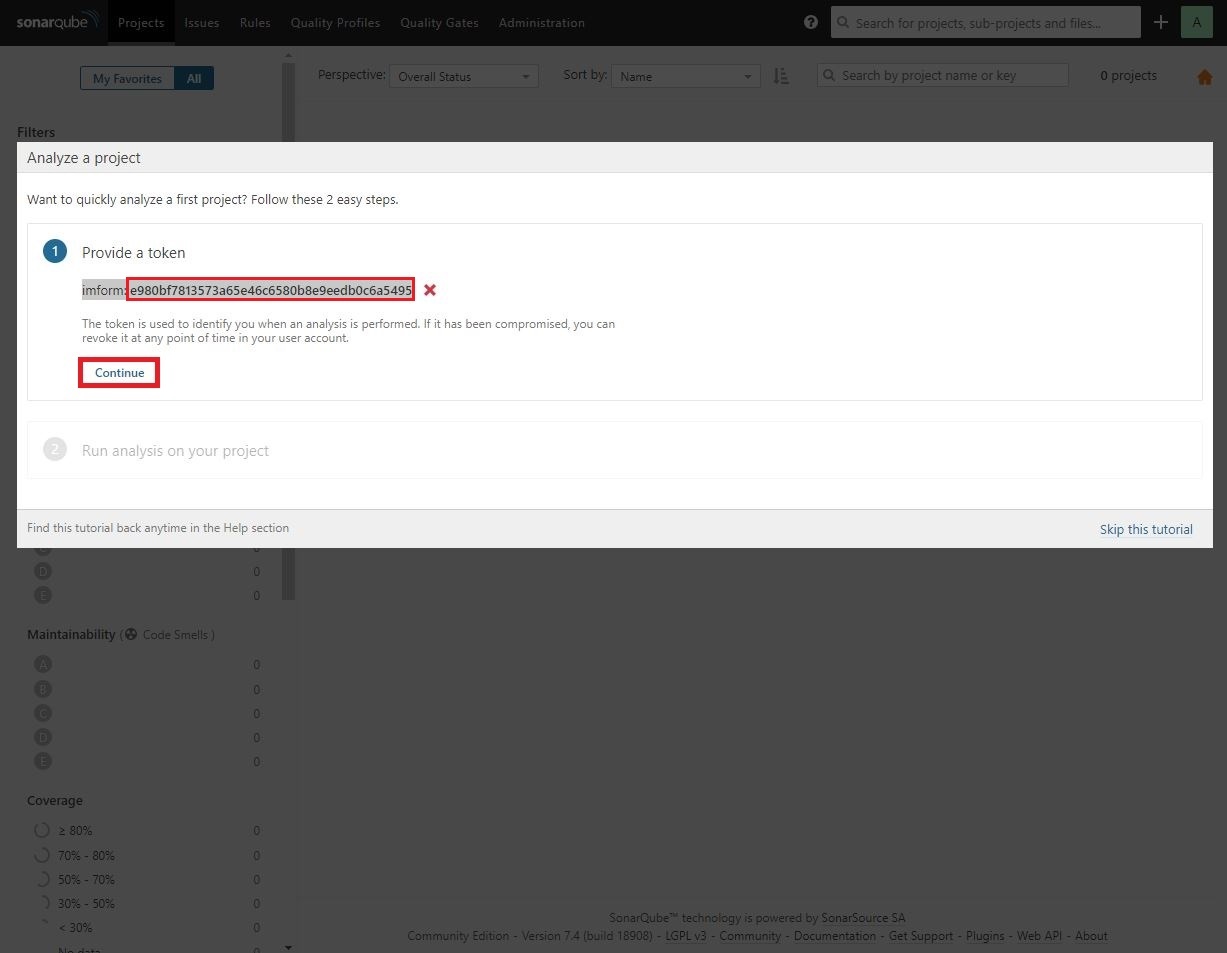 sonarqube Projects Issues Rules Quality Profiles Quality Gates Administration ? Search for projects, sub-projects and files... A
My Favorites All Perspective: Overall Status Sort by: Name Search by project name or key 0 projects
Filters
Analyze a project
Want to quickly analyze a first project? Follow these 2 easy steps.
1 Provide a token
imform: e980bf7813573a65e46c6580b8e9eedb0c6a5495
The token is used to identify you when an analysis is performed. If it has been compromised, you can
revoke it at any point of time in your user account.
Continue
2 Run analysis on your project
Find this tutorial back anytime in the Help section Skip this tutorial
C 0
D 0
E 0
Maintainability ( Code Smells )
A 0
B 0
C 0
D 0
E 0
Coverage
≥ 80% 0
70% - 80% 0
50% - 70% 0
30% - 50% 0
< 30% 0
No data 0
SonarQube™ technology is powered by SonarSource SA
Community Edition - Version 7.4 (build 18908) - LGPL v3 - Community - Documentation - Get Support - Plugins - Web API - About